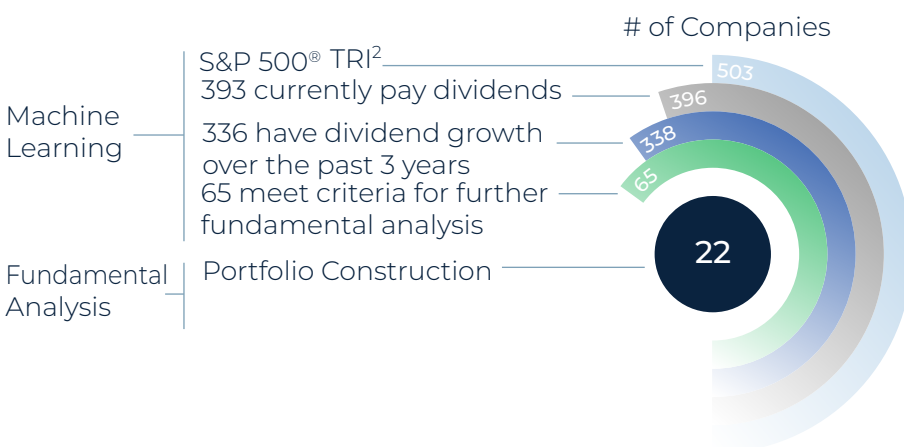 # of Companies
S&P 500® TRI²
503
393 currently pay dividends
396
Machine
Learning
336 have dividend growth
over the past 3 years
338
65 meet criteria for further
fundamental analysis
65
Fundamental
Analysis
Portfolio Construction
22